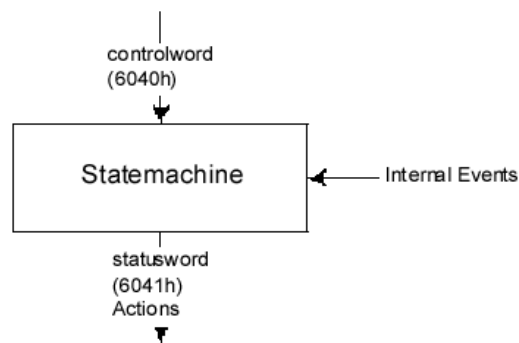 controlword
(6040h)
Statemachine
Internal Events
statusword
(6041h)
Actions